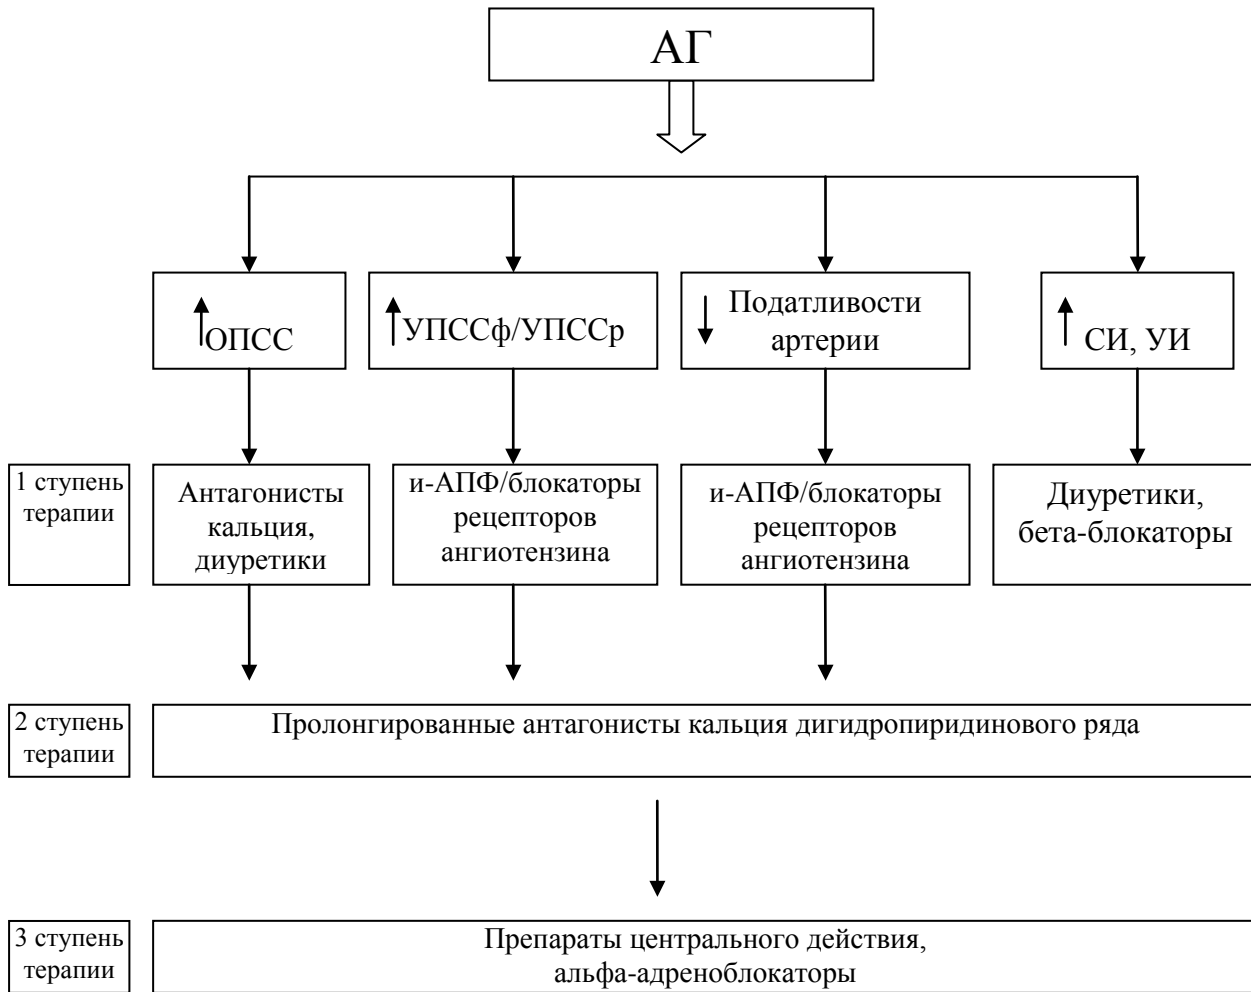 АГ
ОПСС
УПССф/УПССр
Податливости
артерии
СИ, УИ
1 ступень
терапии
Антагонисты
кальция,
диуретики
и-АПФ/блокаторы
рецепторов
ангиотензина
и-АПФ/блокаторы
рецепторов
ангиотензина
Диуретики,
бета-блокаторы
2 ступень
терапии
Пролонгированные антагонисты кальция дигидропиридинового ряда
3 ступень
терапии
Препараты центрального действия,
альфа-адреноблокаторы